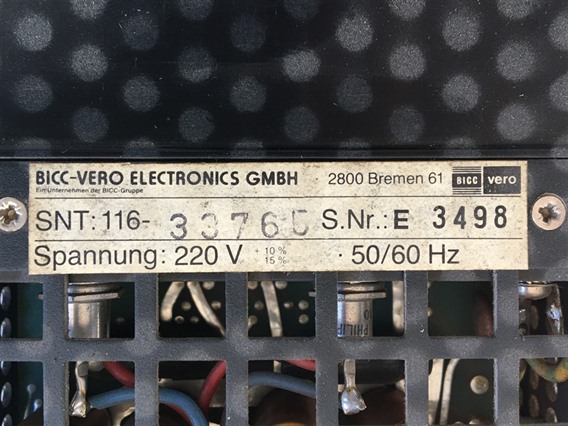 BICC-VERO ELECTRONICS GMBH 2800 Bremen 61 BICC vero
Ein Unternehmen der BICC-Gruppe
SNT: 116- 33765 S.Nr.: E 3498
Spannung: 220 V + 10% 15% · 50/60 Hz
PHILIP